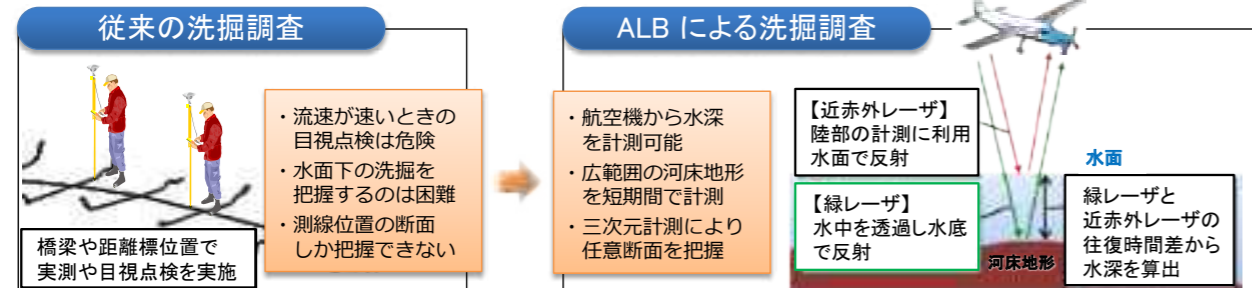 従来の洗掘調査
・流速が速いときの
目視点検は危険
・水面下の洗掘を
把握するのは困難
・測線位置の断面
しか把握できない
橋梁や距離標位置で
実測や目視点検を実施
ALB による洗掘調査
・航空機から水深
を計測可能
・広範囲の河床地形
を短期間で計測
・三次元計測により
任意断面を把握
【近赤外レーザ】
陸部の計測に利用
水面で反射
【緑レーザ】
水中を透過し水底
で反射
水面
河床地形
緑レーザと
近赤外レーザの
往復時間差から
水深を算出